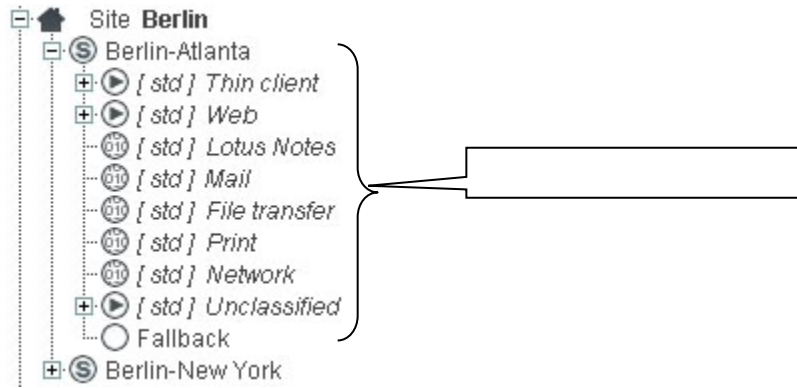 Site Berlin
Berlin-Atlanta
[ std ] Thin client
[ std ] Web
[ std ] Lotus Notes
[ std ] Mail
[ std ] File transfer
[ std ] Print
[ std ] Network
[ std ] Unclassified
Fallback
Berlin-New York